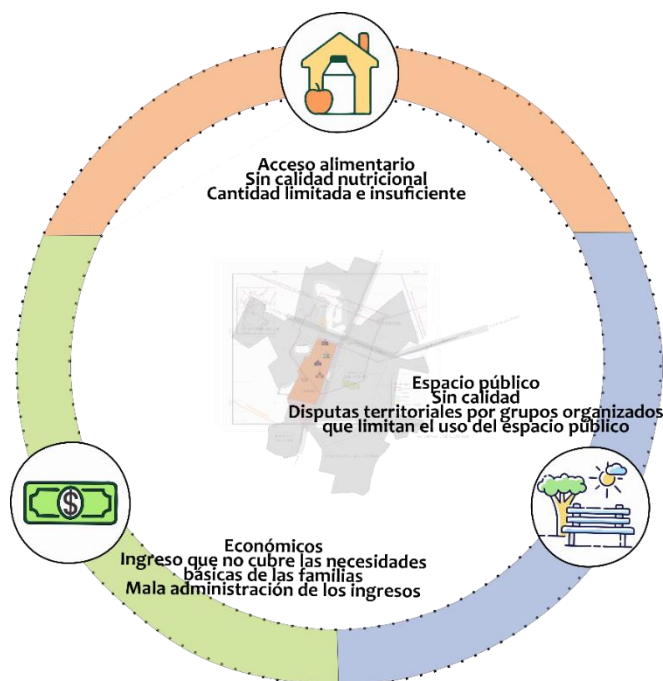 Acceso alimentario
Sin calidad nutricional
Cantidad limitada e insuficiente
Espacio público
Sin calidad
Disputas territoriales por grupos organizados
que limitan el uso del espacio público
$
Económicos
Ingreso que no cubre las necesidades
básicas de las familias
Mala administración de los ingresos